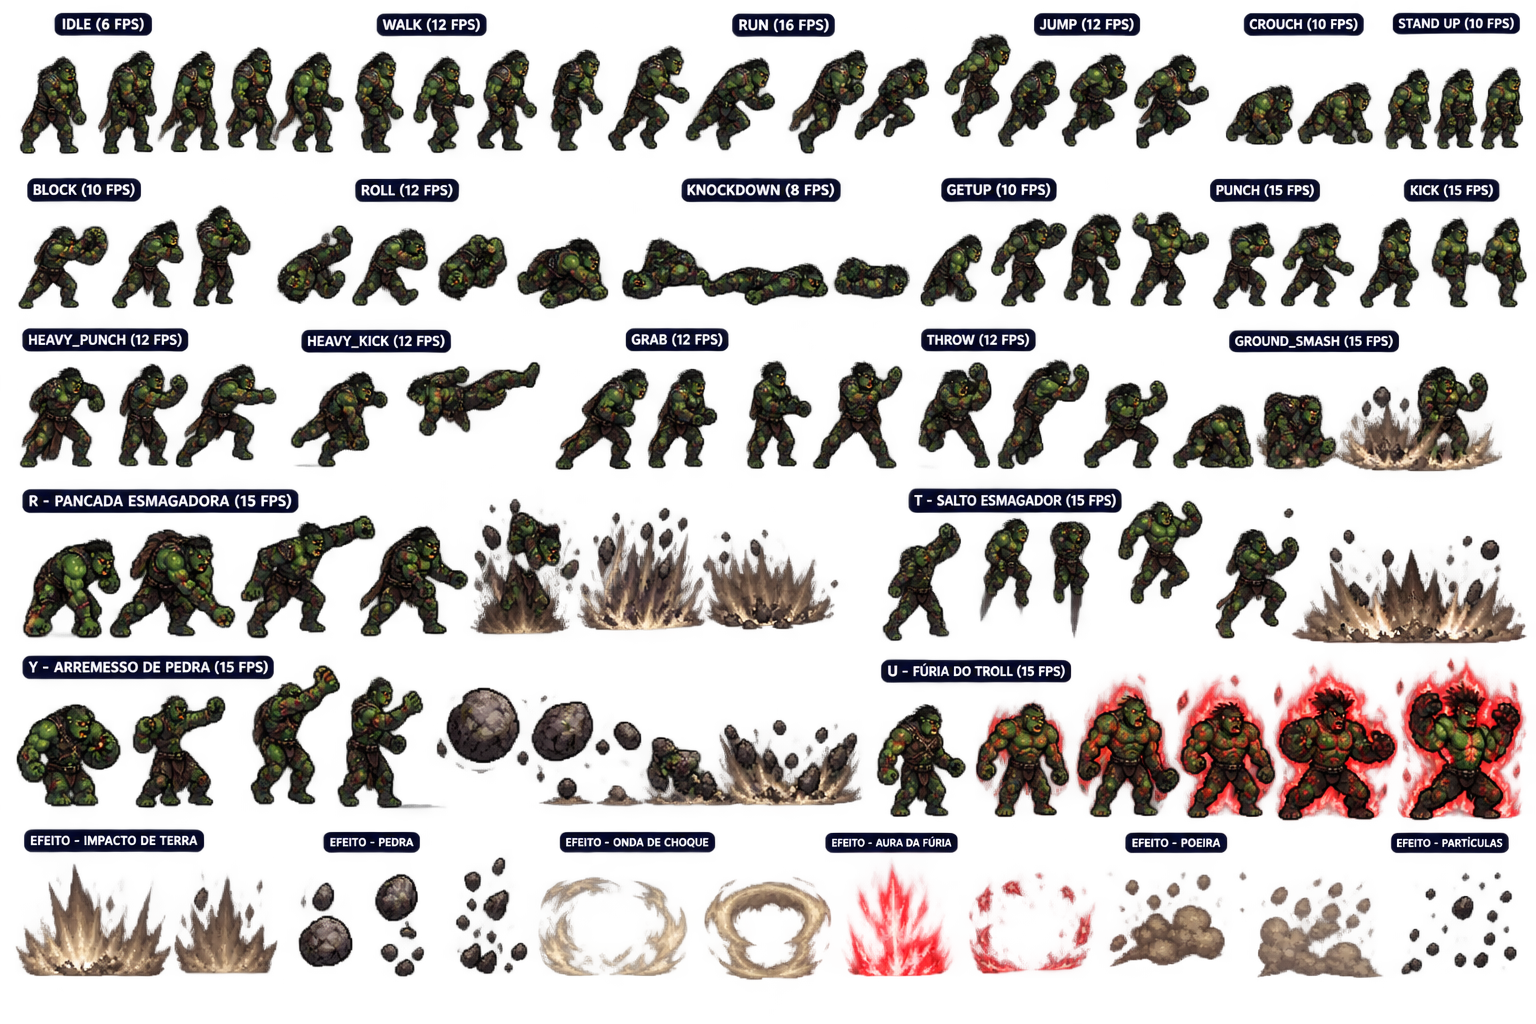 IDLE (6 FPS)
WALK (12 FPS)
RUN (16 FPS)
JUMP (12 FPS)
CROUCH (10 FPS)
STAND UP (10 FPS)
BLOCK (10 FPS)
ROLL (12 FPS)
KNOCKDOWN (8 FPS)
GETUP (10 FPS)
PUNCH (15 FPS)
KICK (15 FPS)
HEAVY_PUNCH (12 FPS)
HEAVY_KICK (12 FPS)
GRAB (12 FPS)
THROW (12 FPS)
GROUND_SMASH (15 FPS)
R - PANCADA ESMAGADORA (15 FPS)
T - SALTO ESMAGADOR (15 FPS)
Y - ARREMESSO DE PEDRA (15 FPS)
U - FÚRIA DO TROLL (15 FPS)
EFEITO - IMPACTO DE TERRA
EFEITO - PEDRA
EFEITO - ONDA DE CHOQUE
EFEITO - AURA DA FÚRIA
EFEITO - POEIRA
EFEITO - PARTÍCULAS